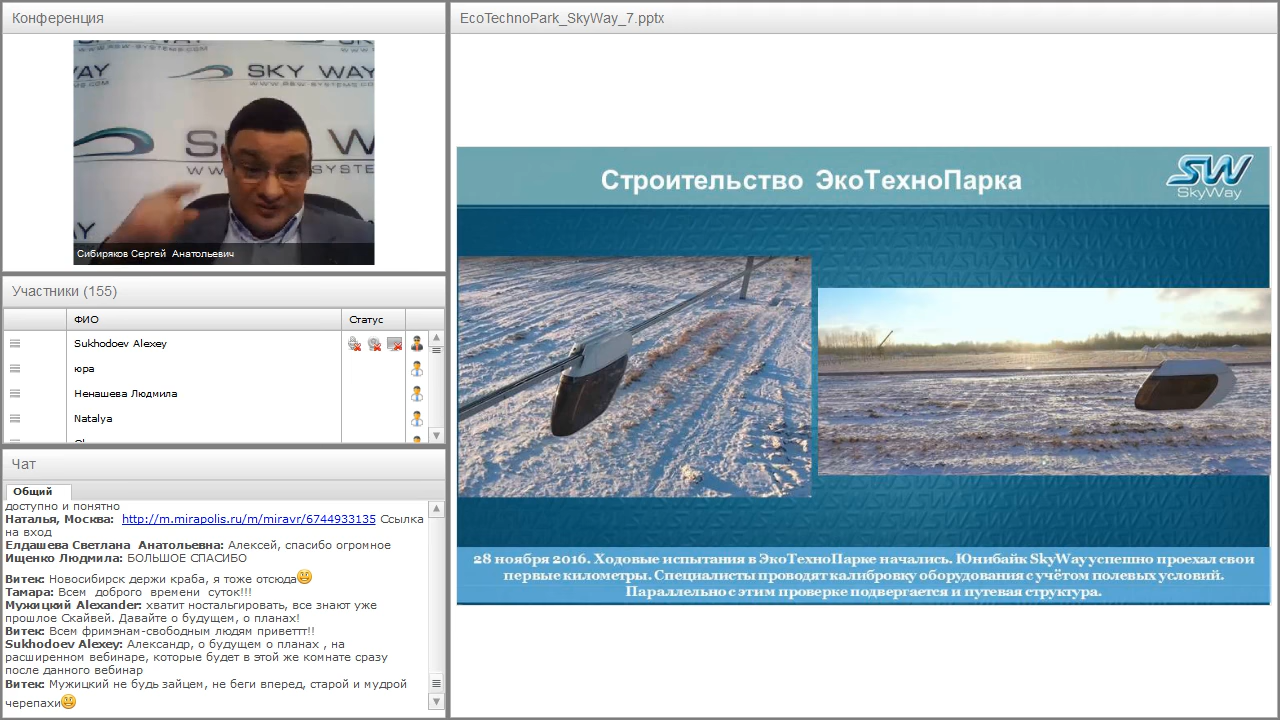 Конференция
SKY WAY
WWW.RSW-SYSTEMS.COM
Сибиряков Сергей Анатольевич
Участники (155)
ФИО
Статус
Sukhodoev Alexey
юра
Ненашева Людмила
Natalya
Чат
Общий
доступно и понятно
Наталья, Москва: http://m.mirapolis.ru/m/miravr/6744933135 Ссылка
на вход
Елдашева Светлана Анатольевна: Алексей, спасибо огромное
Ищенко Людмила: БОЛЬШОЕ СПАСИБО
Витек: Новосибирск держи краба, я тоже отсюда
Тамара: Всем доброго времени суток!!!
Мужицкий Alexander: хватит ностальгировать, все знают уже
прошлое Скайвей. Давайте о будущем, о планах!
Витек: Всем фримэнам-свободным людям приветтт!!
Sukhodoev Alexey: Александр, о будущем о планах , на
расширенном вебинаре, которые будет в этой же комнате сразу
после данного вебинар
Витек: Мужицкий не будь зайцем, не беги вперед, старой и мудрой
черепахи
EcoTechnoPark_SkyWay_7.pptx
Строительство ЭкоТехноПарка
SW
SkyWay
28 ноября 2016. Ходовые испытания в ЭкоТехноПарке начались. Юнибайк SkyWay успешно проехал свои
первые километры. Специалисты проводят калибровку оборудования с учётом полевых условий.
Параллельно с этим проверке подвергается и путевая структура.